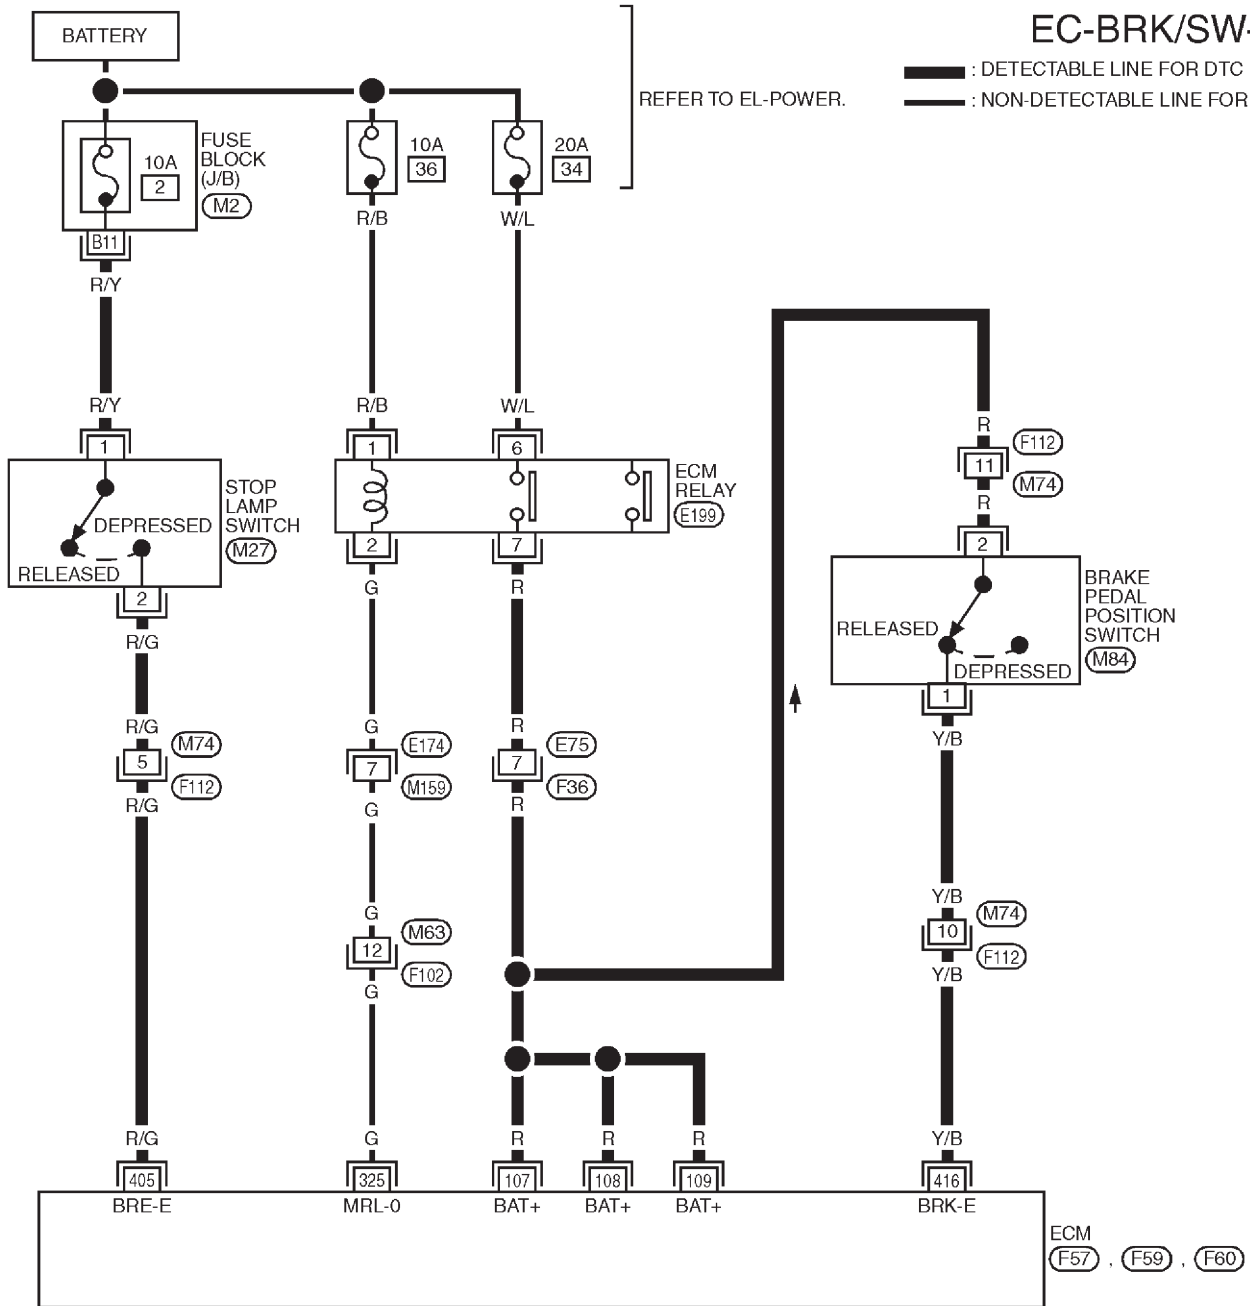 EC-BRK/SW-
BATTERY
: DETECTABLE LINE FOR DTC
: NON-DETECTABLE LINE FOR
REFER TO EL-POWER.
10A
2
FUSE
BLOCK
(J/B)
M2
10A
36
20A
34
B11
R/B
W/L
R/Y
R/Y
R/B
W/L
R
F112
11
M74
R
1
1
6
STOP
LAMP
SWITCH
M27
DEPRESSED
RELEASED
ECM
RELAY
E199
2
7
2
2
BRAKE
PEDAL
POSITION
SWITCH
M84
RELEASED
DEPRESSED
1
G
R
R/G
Y/B
R/G
G
R
M74
5
F112
E174
7
M159
E75
7
F36
R/G
G
R
G
M63
12
F102
G
Y/B
M74
10
F112
Y/B
R/G
G
R
R
R
Y/B
405
325
107
108
109
416
BRE-E
MRL-0
BAT+
BAT+
BAT+
BRK-E
ECM
F57 , F59 , F60